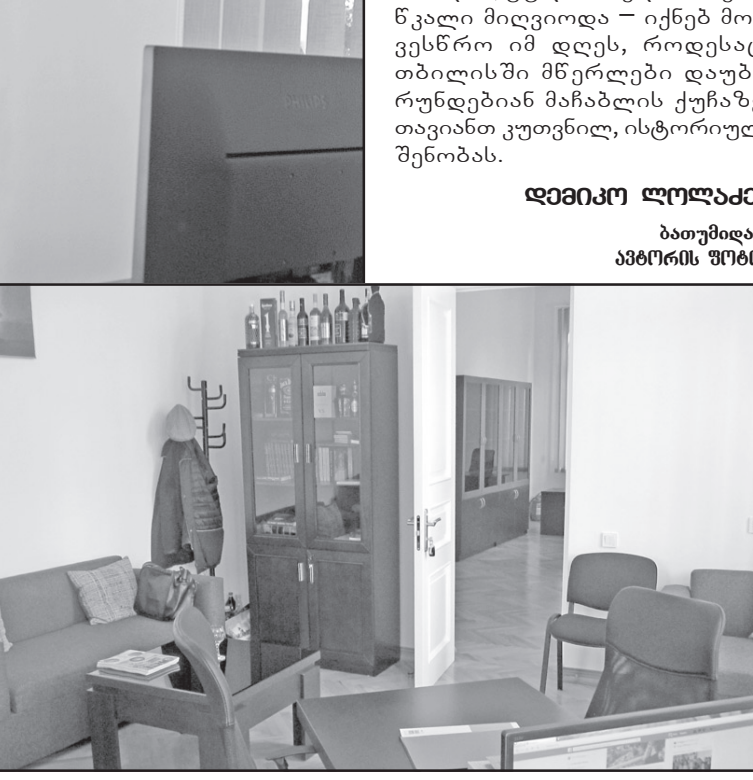 წკალი მიღვიოდა – იქნებ მო
ვესწრო იმ დღეს, როდესაც
თბილისში მწერლები დაუბ
რუნდებიან მაჩაბლის ქუჩაზე
თავიანთ კუთვნილ, ისტორიულ
შენობას.
დემიკო ლოლაძე
ბათუმიდა
ავტორის ფოტო
PHILIPS